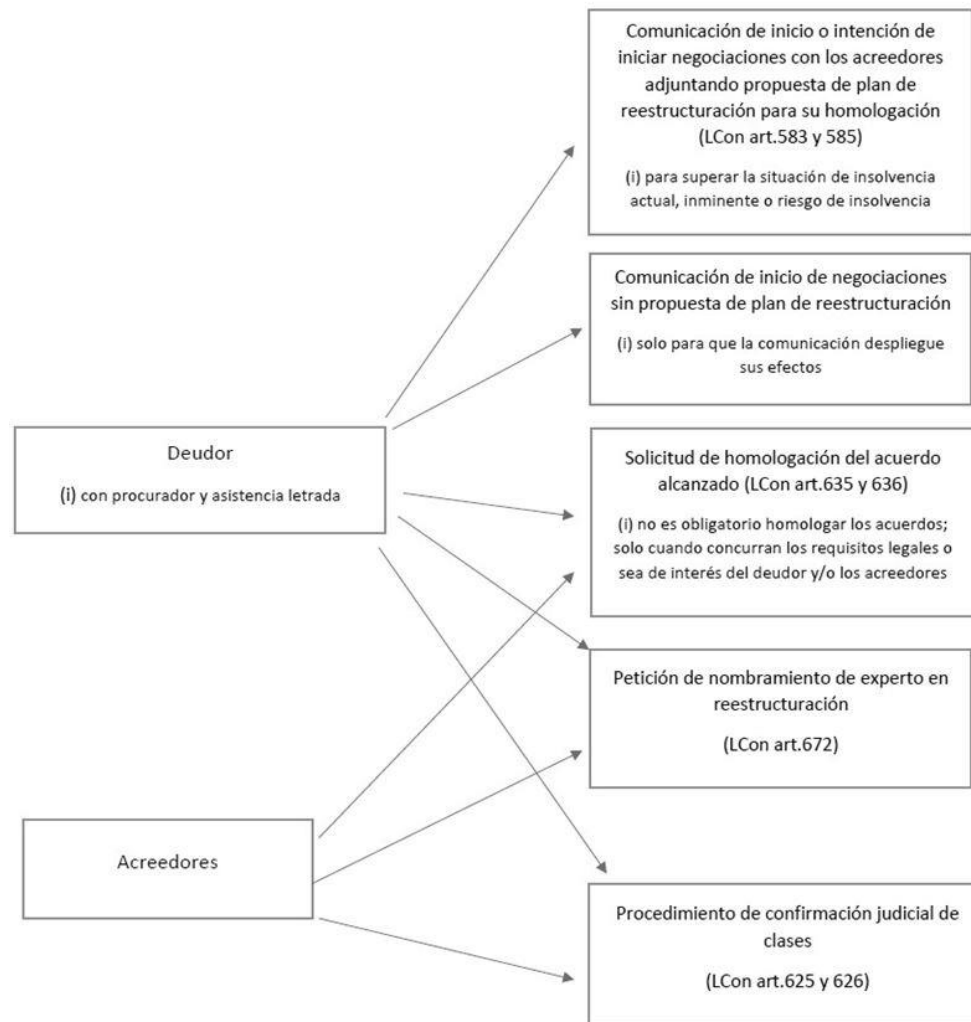 Comunicación de inicio o intención de
iniciar negociaciones con los acreedores
adjuntando propuesta de plan de
reestructuración para su homologación
(LCon art.583 y 585)
(i) para superar la situación de insolvencia
actual, inminente o riesgo de insolvencia
Comunicación de inicio de negociaciones
sin propuesta de plan de reestructuración
(i) solo para que la comunicación despliegue
sus efectos
Deudor
(i) con procurador y asistencia letrada
Solicitud de homologación del acuerdo
alcanzado (LCon art.635 y 636)
(i) no es obligatorio homologar los acuerdos;
solo cuando concurran los requisitos legales o
sea de interés del deudor y/o los acreedores
Petición de nombramiento de experto en
reestructuración
(LCon art.672)
Acreedores
Procedimiento de confirmación judicial de
clases
(LCon art.625 y 626)